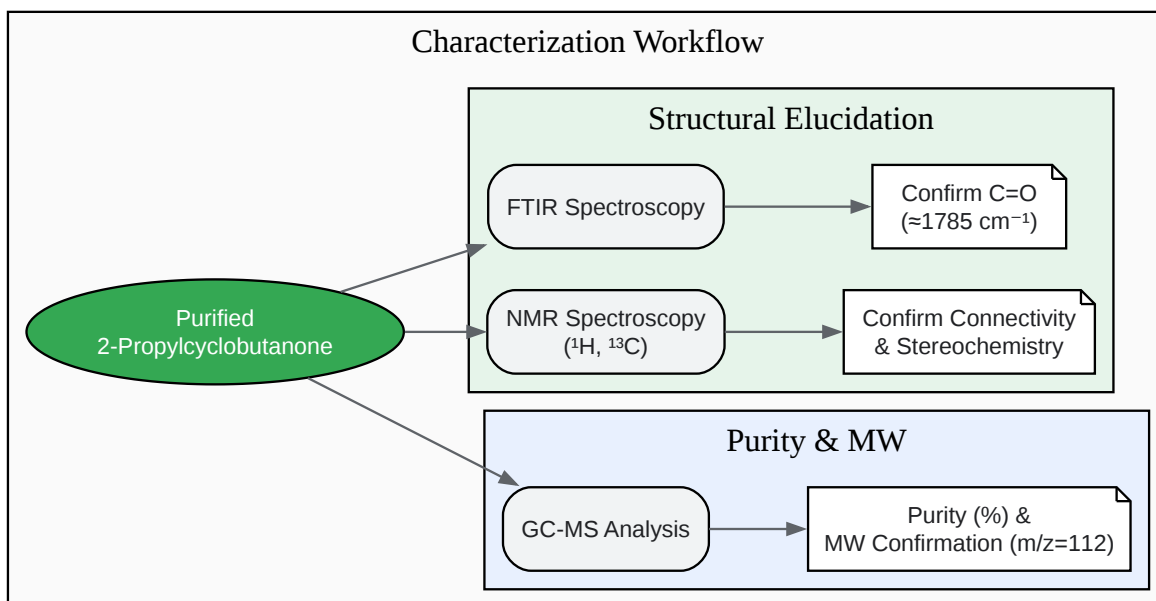 Characterization Workflow
Structural Elucidation
FTIR Spectroscopy
Confirm C=O
(≈1785 cm⁻¹)
Purified
2-Propylcyclobutanone
NMR Spectroscopy
(¹H, ¹³C)
Confirm Connectivity
& Stereochemistry
Purity & MW
GC-MS Analysis
Purity (%) &
MW Confirmation (m/z=112)